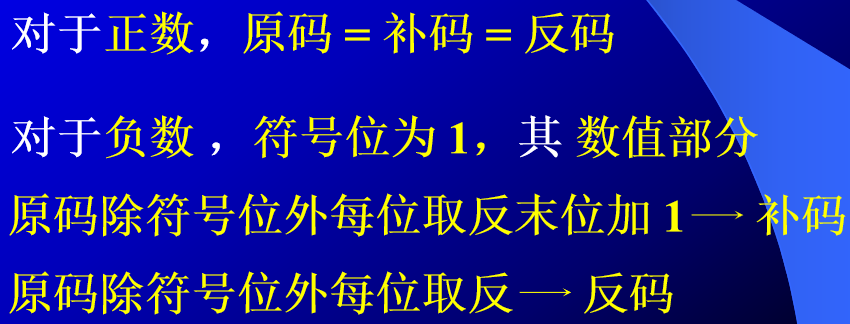 对于正数，原码 = 补码 = 反码
对于负数 ，符号位为 1，其 数值部分
原码除符号位外每位取反末位加 1→ 补码
原码除符号位外每位取反→ 反码